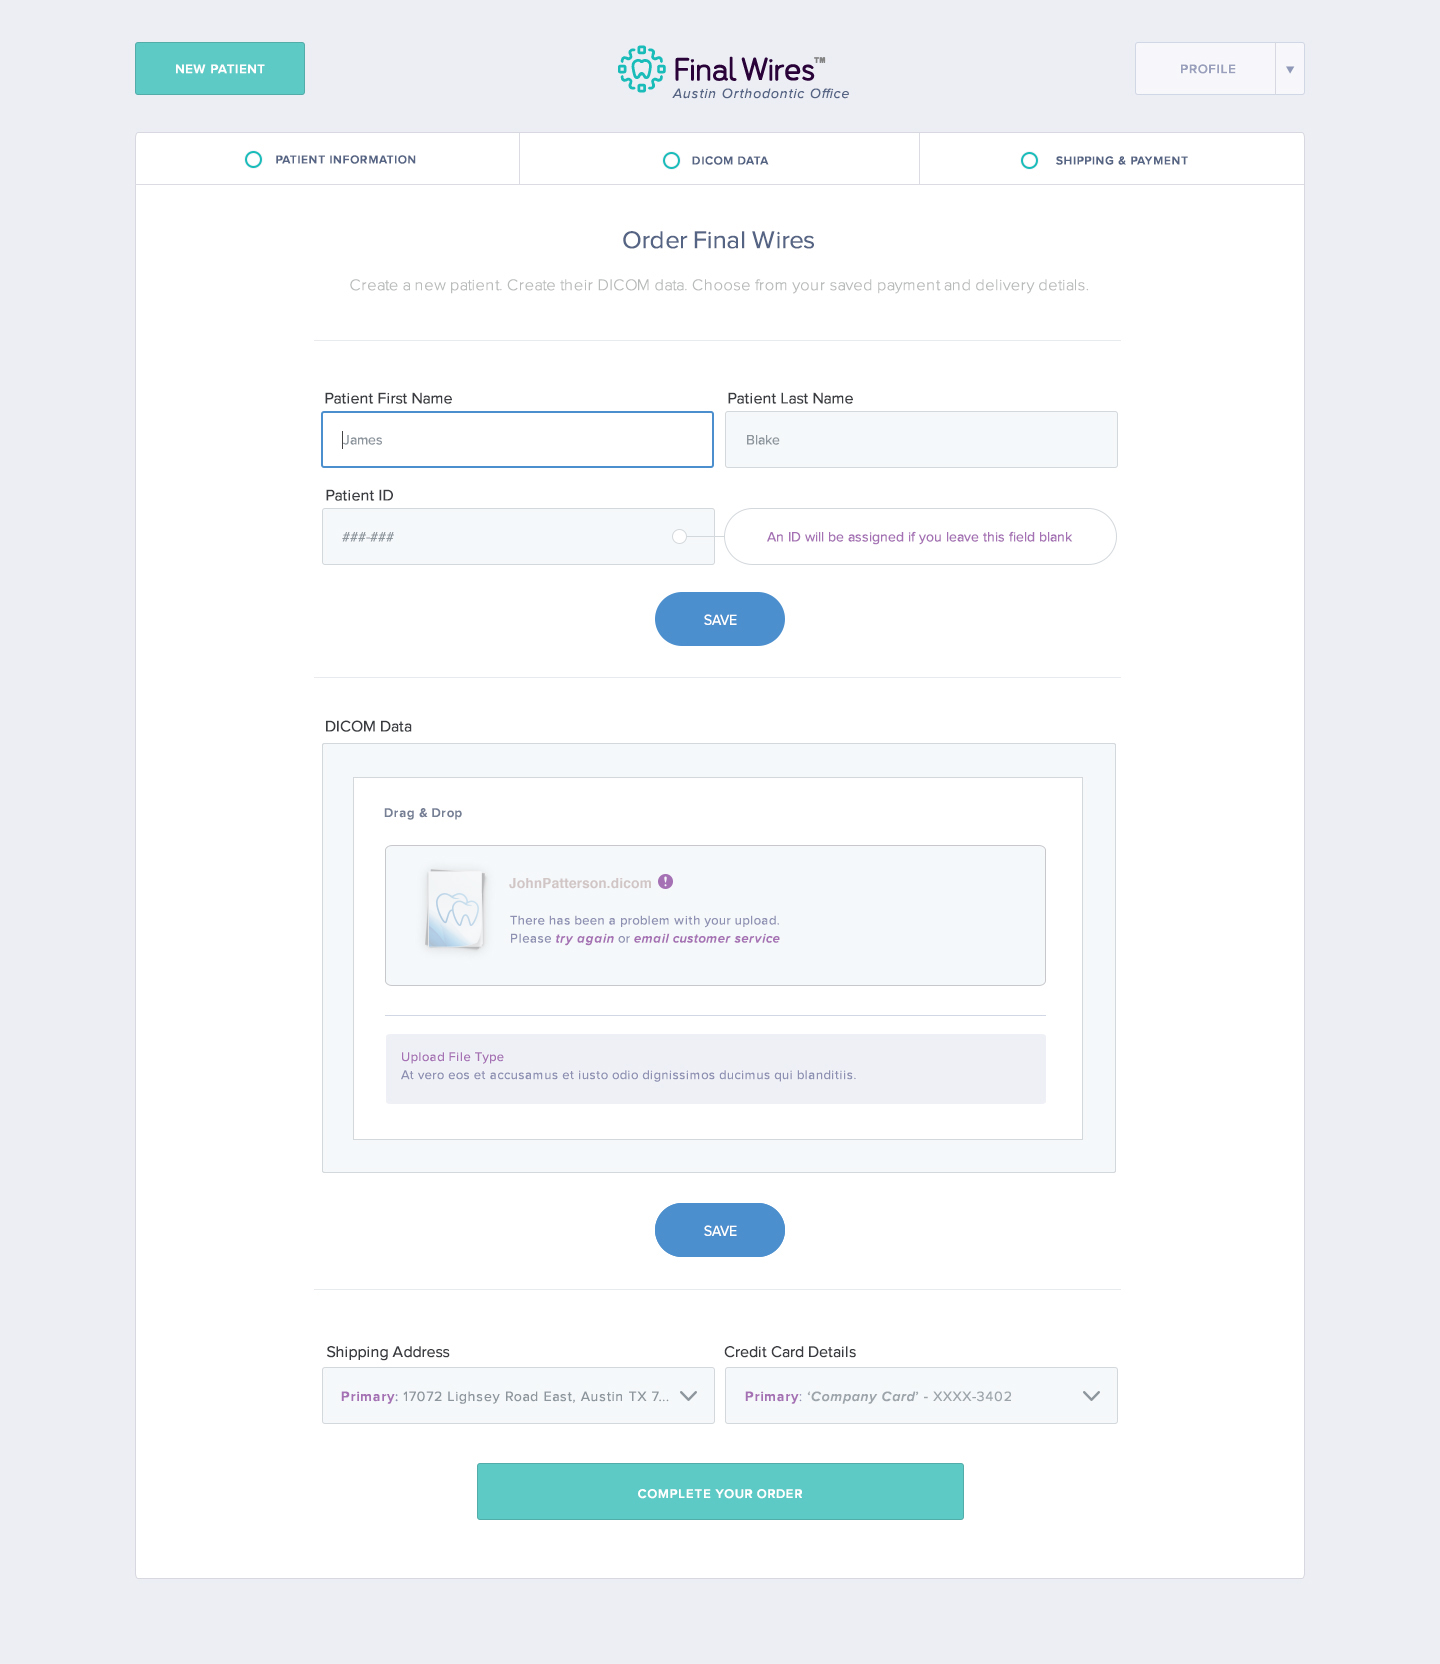 NEW PATIENT
Final Wires™
Austin Orthodontic Office
PROFILE
PATIENT INFORMATION
DICOM DATA
SHIPPING & PAYMENT
Order Final Wires
Create a new patient. Create their DICOM data. Choose from your saved payment and delivery detials.
Patient First Name
Patient Last Name
James
Blake
Patient ID
###-###
An ID will be assigned if you leave this field blank
SAVE
DICOM Data
Drag & Drop
JohnPatterson.dicom
There has been a problem with your upload.
Please try again or email customer service
Upload File Type
At vero eos et accusamus et iusto odio dignissimos ducimus qui blanditiis.
SAVE
Shipping Address
Credit Card Details
Primary: 17072 Lighsey Road East, Austin TX 7...
Primary: ‘Company Card’ - XXXX-3402
COMPLETE YOUR ORDER